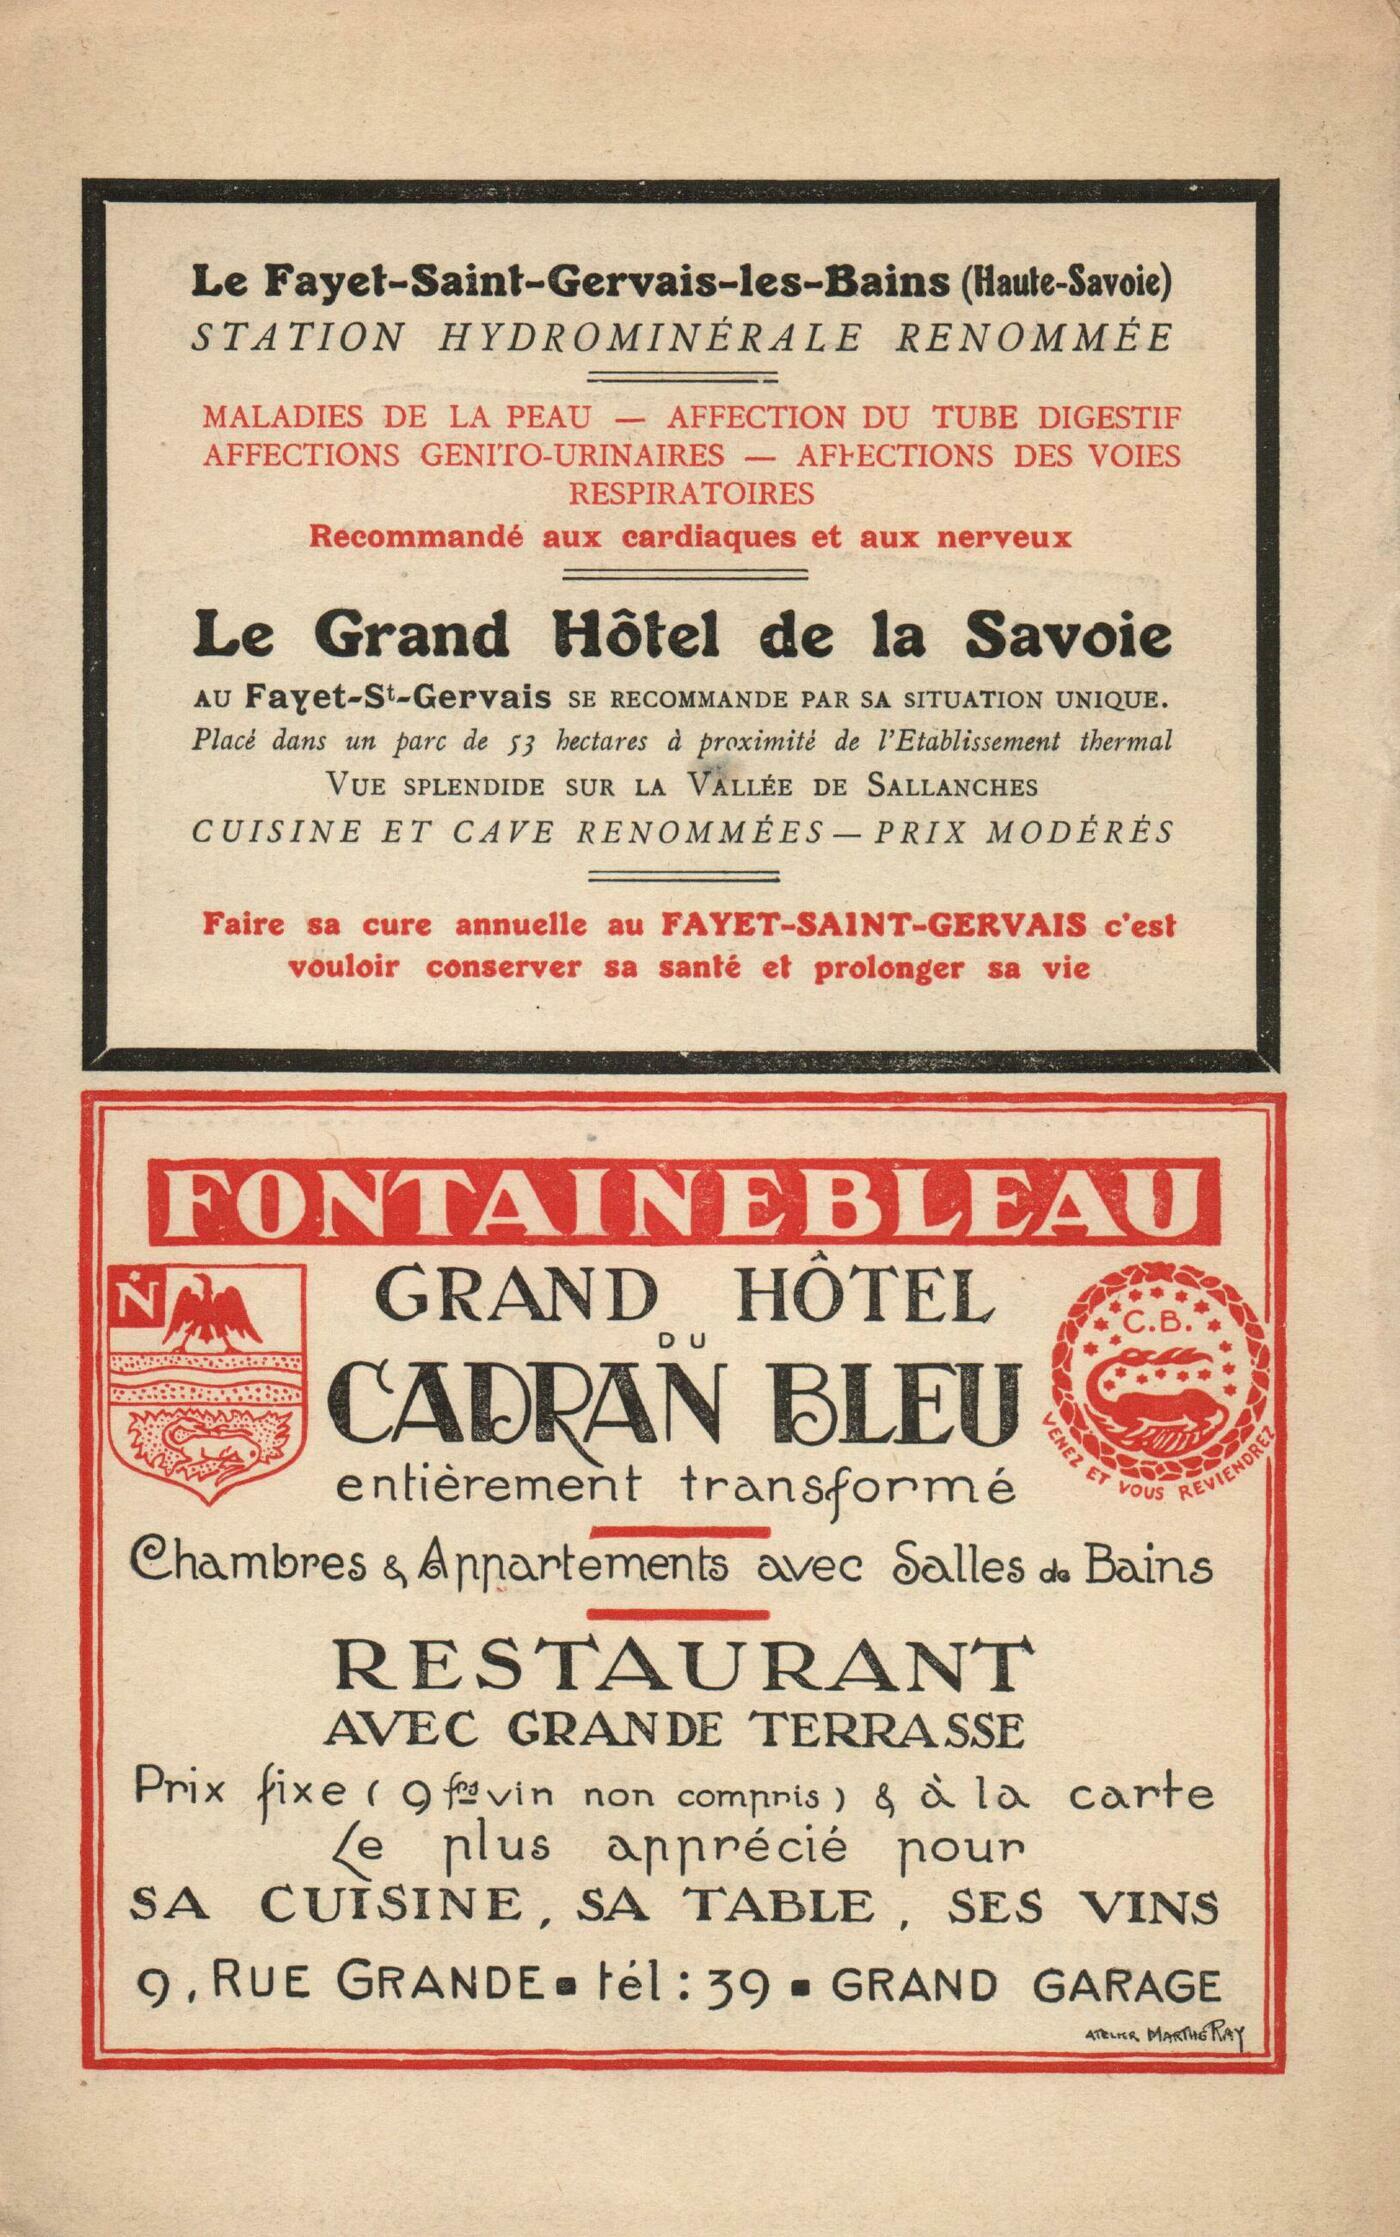 Le Fayet-Saint-Gervais-les-Bains (Haute-Savoie)
STATION HYDROMINÉRALE RENOMMÉE
MALADIES DE LA PEAU — AFFECTION DU TUBE DIGESTIF
AFFECTIONS GENITO-URINAIRES — AFFECTIONS DES VOIES
RESPIRATOIRES
Recommandé aux cardiaques et aux nerveux
Le Grand Hôtel de la Savoie
AU Fayet-St-Gervais SE RECOMMANDE PAR SA SITUATION UNIQUE.
Placé dans un parc de 53 hectares à proximité de l'Etablissement thermal
VUE SPLENDIDE SUR LA VALLÉE DE SALLANCHES
CUISINE ET CAVE RENOMMÉES — PRIX MODÉRÉS
Faire sa cure annuelle au FAYET-SAINT-GERVAIS c'est
vouloir conserver sa santé et prolonger sa vie
FONTAINEBLEAU
N
GRAND HÔTEL
DU
CADRAN BLEU
entièrement transformé
C.B.
VENEZ ET VOUS REVIENDREZ
Chambres & Appartements avec Salles de Bains
RESTAURANT
AVEC GRANDE TERRASSE
Prix fixe (9 frs vin non compris) & à la carte
Le plus apprécié pour
SA CUISINE, SA TABLE, SES VINS
9, RUE GRANDE ▪ tél : 39 ▪ GRAND GARAGE
ATELIER MARTHE RAY